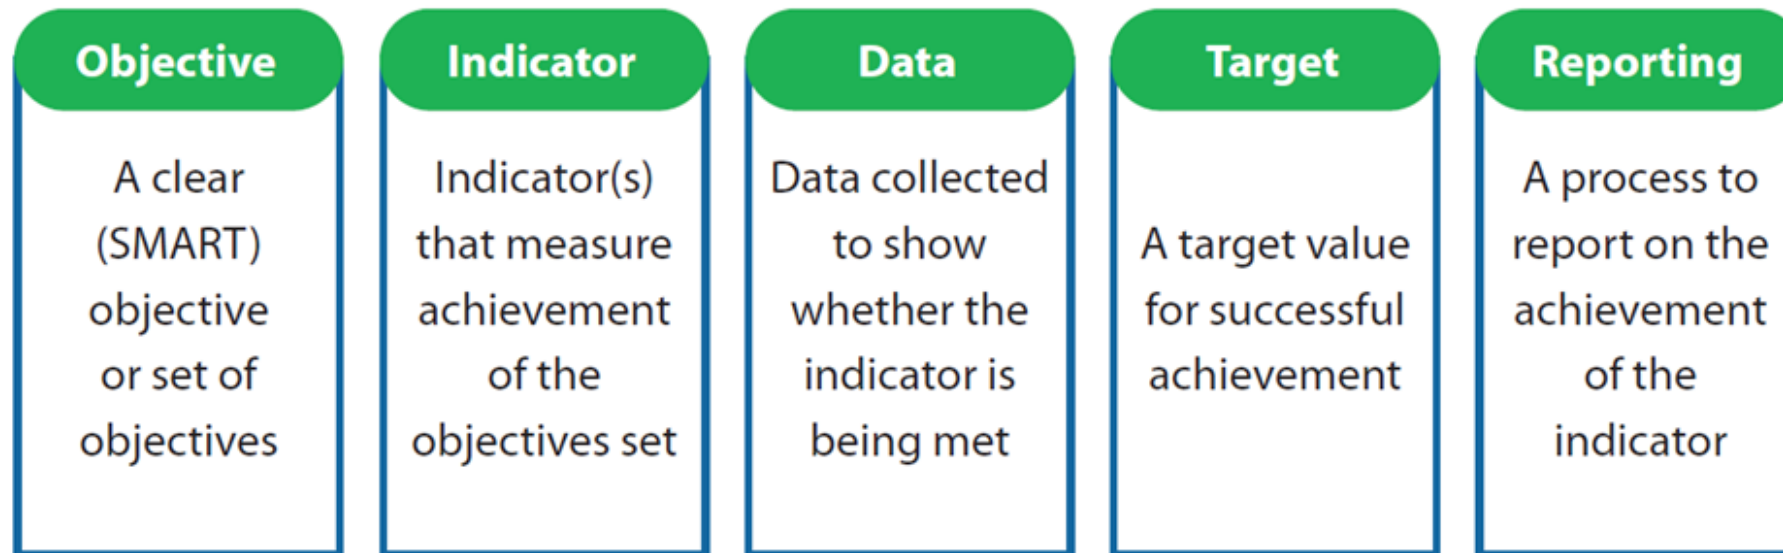 Objective
A clear
(SMART)
objective
or set of
objectives
Indicator
Indicator(s)
that measure
achievement
of the
objectives set
Data
Data collected
to show
whether the
indicator is
being met
Target
A target value
for successful
achievement
Reporting
A process to
report on the
achievement
of the
indicator